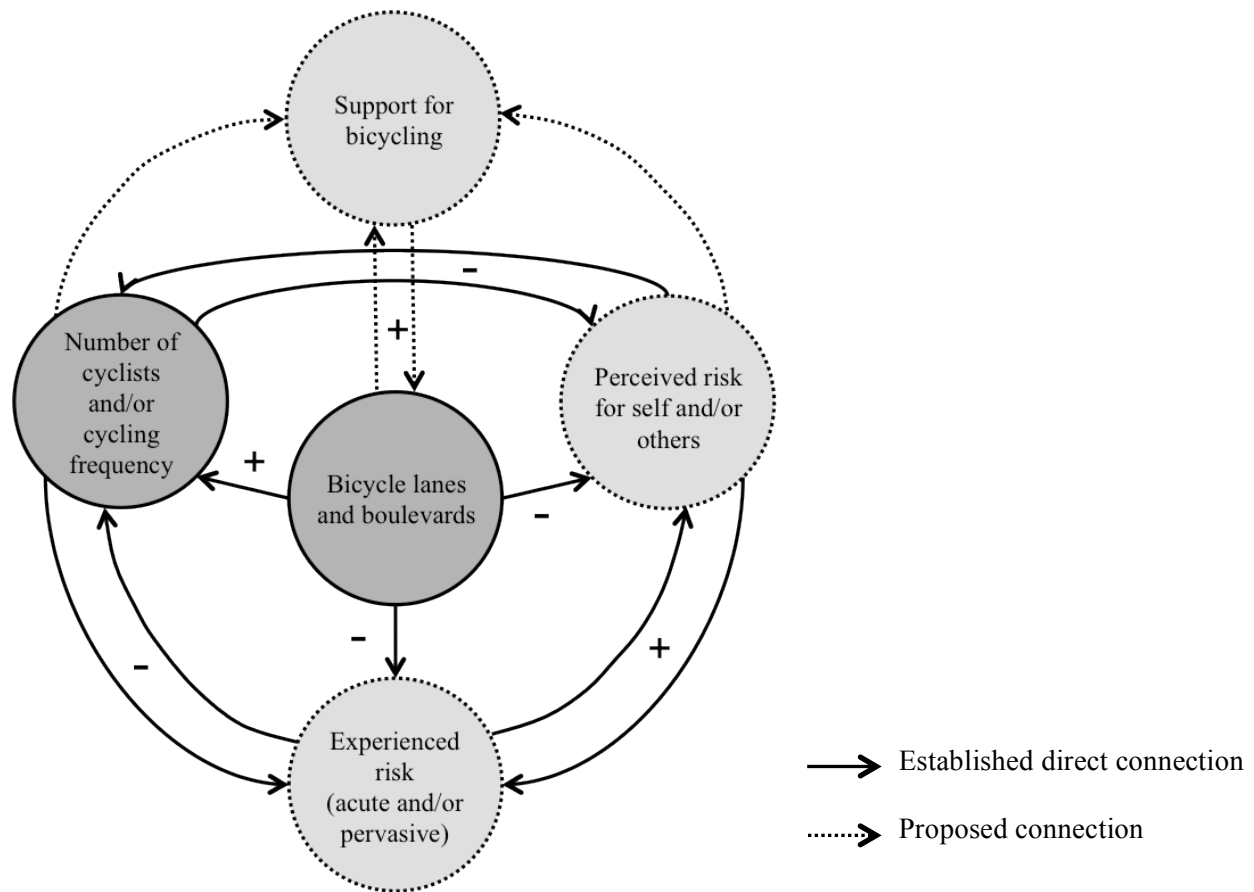 Support for
bicycling
-
+
Number of
cyclists
and/or
cycling
frequency
Perceived risk
for self and/or
others
+
Bicycle lanes
and boulevards
-
-
-
+
Experienced
risk
(acute and/or
pervasive)
Established direct connection
Proposed connection